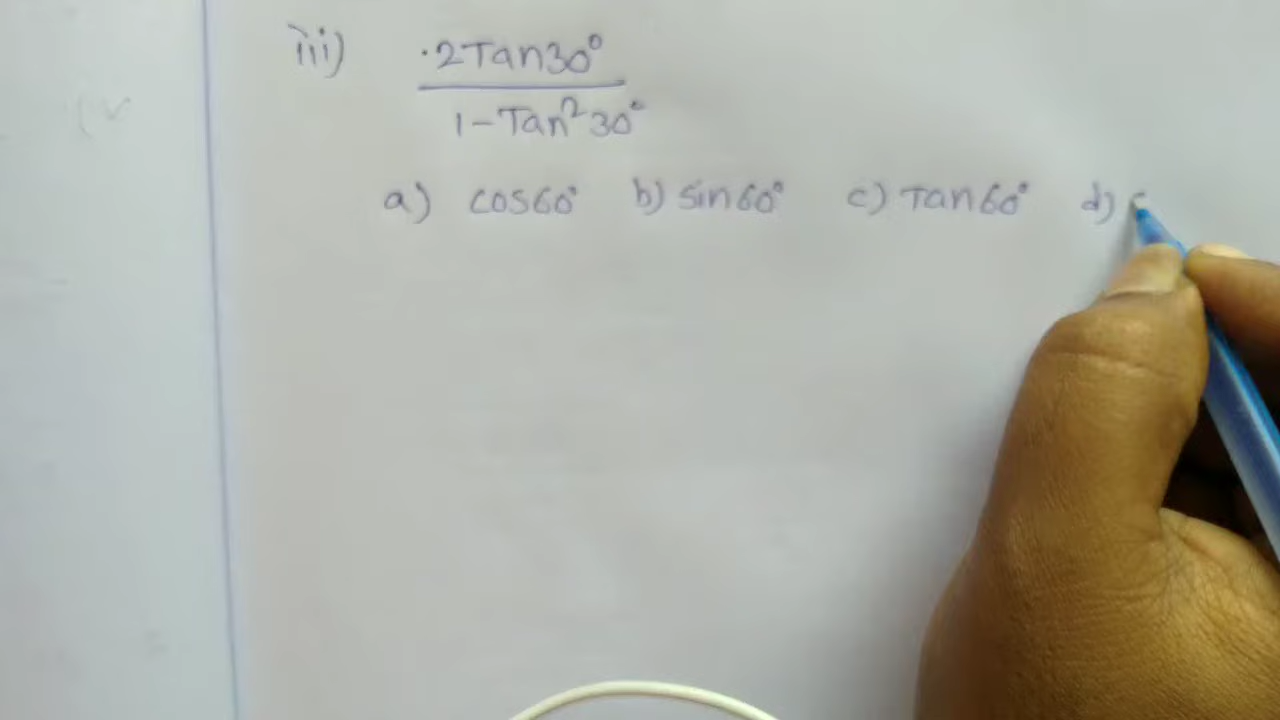 iii) 2Tan30°
1-Tan²30°
a) cos60° b) sin60° c) Tan60° d)